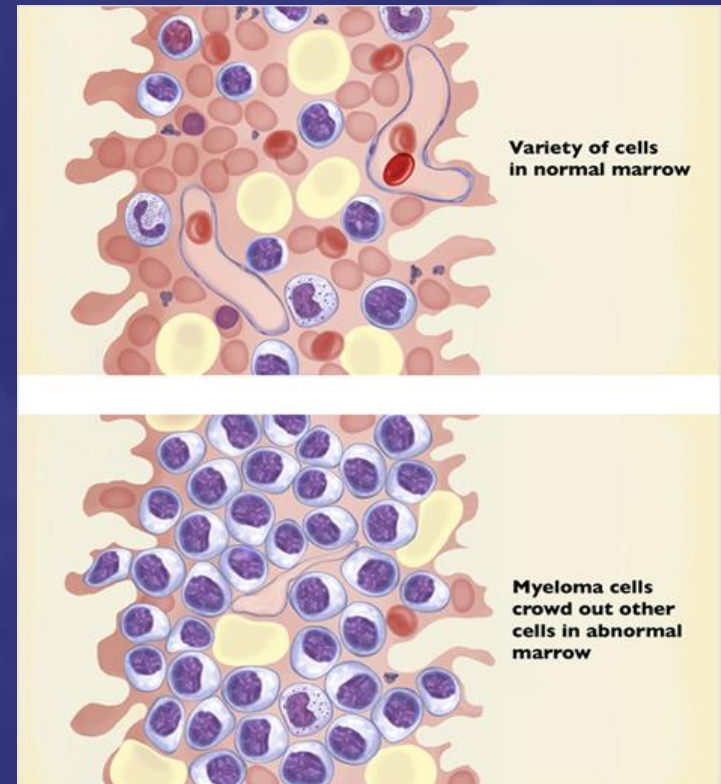 Variety of cells
in normal marrow
Myeloma cells
crowd out other
cells in abnormal
marrow